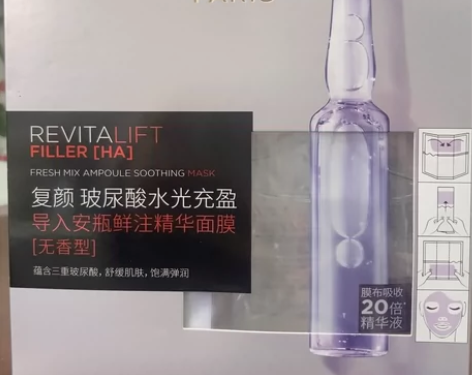 PARIS
REVITALIFT
FILLER [HA]
FRESH MIX AMPOULE SOOTHING MASK
复颜 玻尿酸水光充盈
导入安瓶鲜注精华面膜
[无香型]
蕴含三重玻尿酸，舒缓肌肤，饱满弹润
膜布吸收
20倍*
精华液